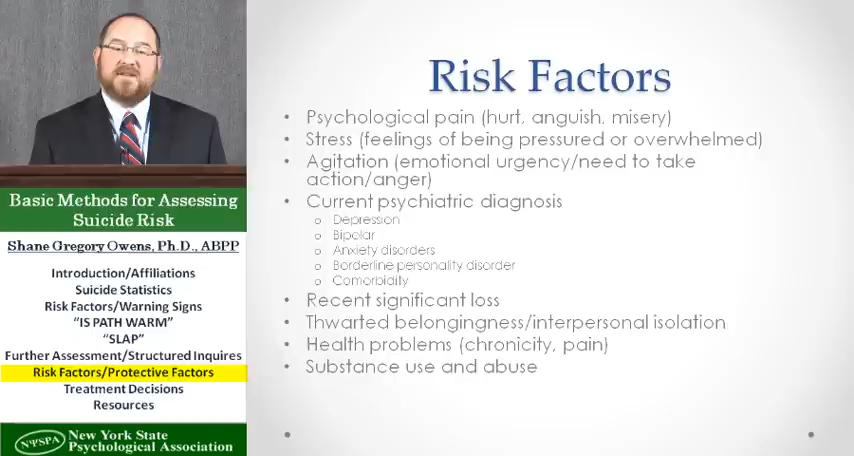 Basic Methods for Assessing
Suicide Risk
Shane Gregory Owens, Ph.D., ABPP
Introduction/Affiliations
Suicide Statistics
Risk Factors/Warning Signs
“IS PATH WARM”
“SLAP”
Further Assessment/Structured Inquires
Risk Factors/Protective Factors
Treatment Decisions
Resources
NΨSPA
New York State
Psychological Association
Risk Factors
• Psychological pain (hurt, anguish, misery)
• Stress (feelings of being pressured or overwhelmed)
• Agitation (emotional urgency/need to take
action/anger)
• Current psychiatric diagnosis
o Depression
o Bipolar
o Anxiety disorders
o Borderline personality disorder
o Comorbidity
• Recent significant loss
• Thwarted belongingness/interpersonal isolation
• Health problems (chronicity, pain)
• Substance use and abuse